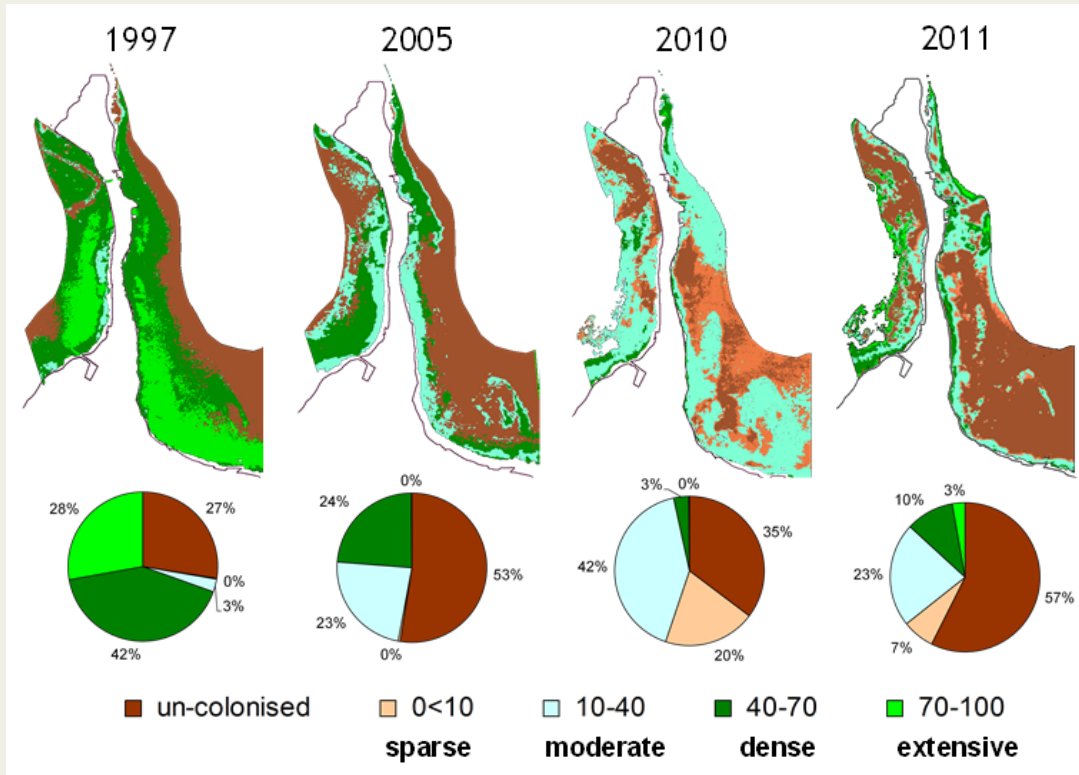 1997 2005 2010 2011
28% 27% 0% 3% 42%
0% 24% 53% 23% 0%
3% 0% 35% 42% 20%
10% 3% 23% 57% 7%
un-colonised 0<10 10-40 40-70 70-100
sparse moderate dense extensive